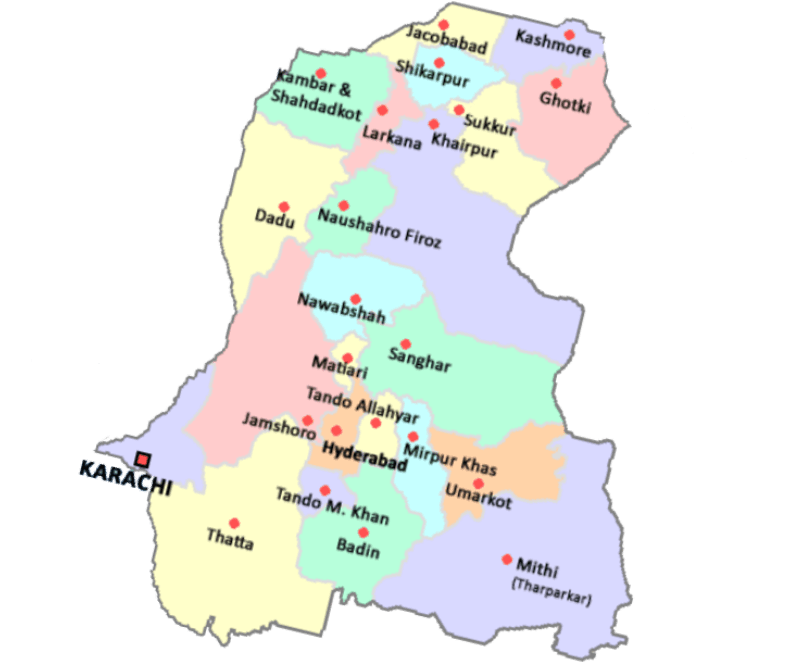 Jacobabad
Kashmore
Shikarpur
Kambar &
Shahdadkot
Ghotki
Larkana
Sukkur
Khairpur
Dadu
Naushahro Firoz
Nawabshah
Sanghar
Matiari
Tando Allahyar
Jamshoro
Hyderabad
Mirpur Khas
KARACHI
Umarkot
Tando M. Khan
Thatta
Badin
Mithi
(Tharparkar)